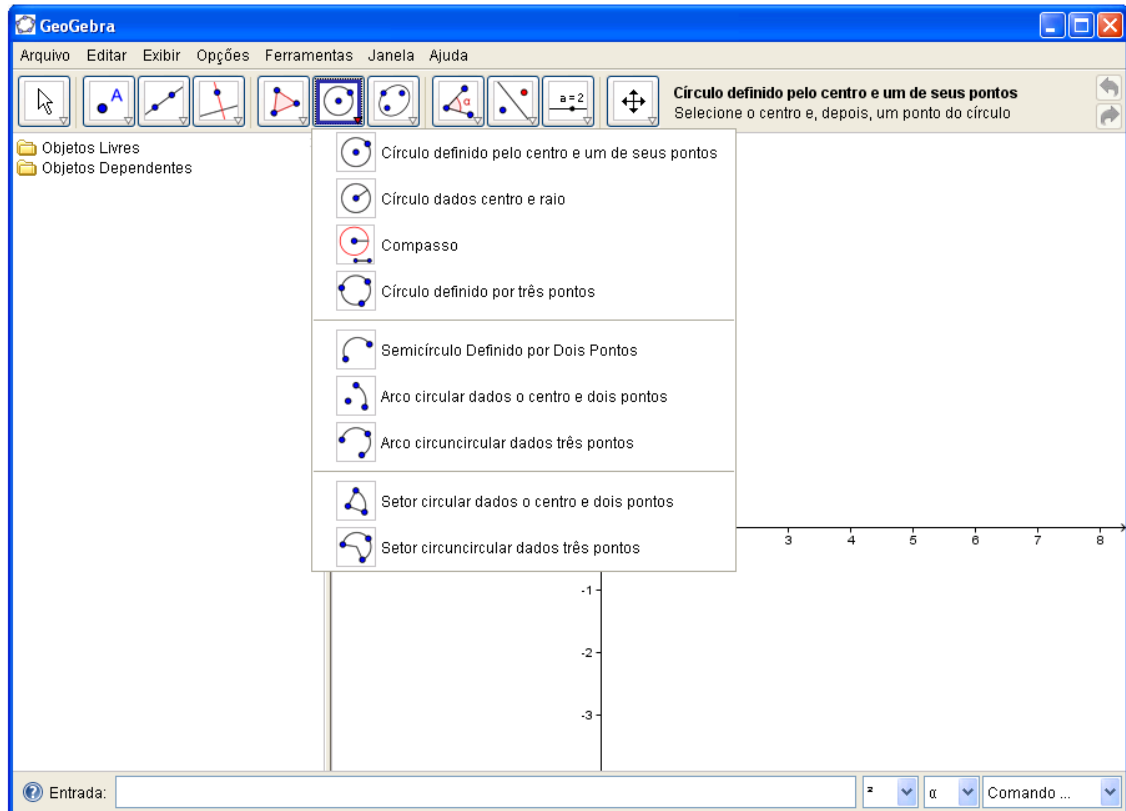 GeoGebra
Arquivo Editar Exibir Opções Ferramentas Janela Ajuda
A
α
a = 2
Círculo definido pelo centro e um de seus pontos
Selecione o centro e, depois, um ponto do círculo
Objetos Livres
Objetos Dependentes
Círculo definido pelo centro e um de seus pontos
Círculo dados centro e raio
Compasso
Círculo definido por três pontos
Semicírculo Definido por Dois Pontos
Arco circular dados o centro e dois pontos
Arco circuncircular dados três pontos
Setor circular dados o centro e dois pontos
Setor circuncircular dados três pontos
3 4 5 6 7 8
-1
-2
-3
Entrada:
²
α
Comando ...